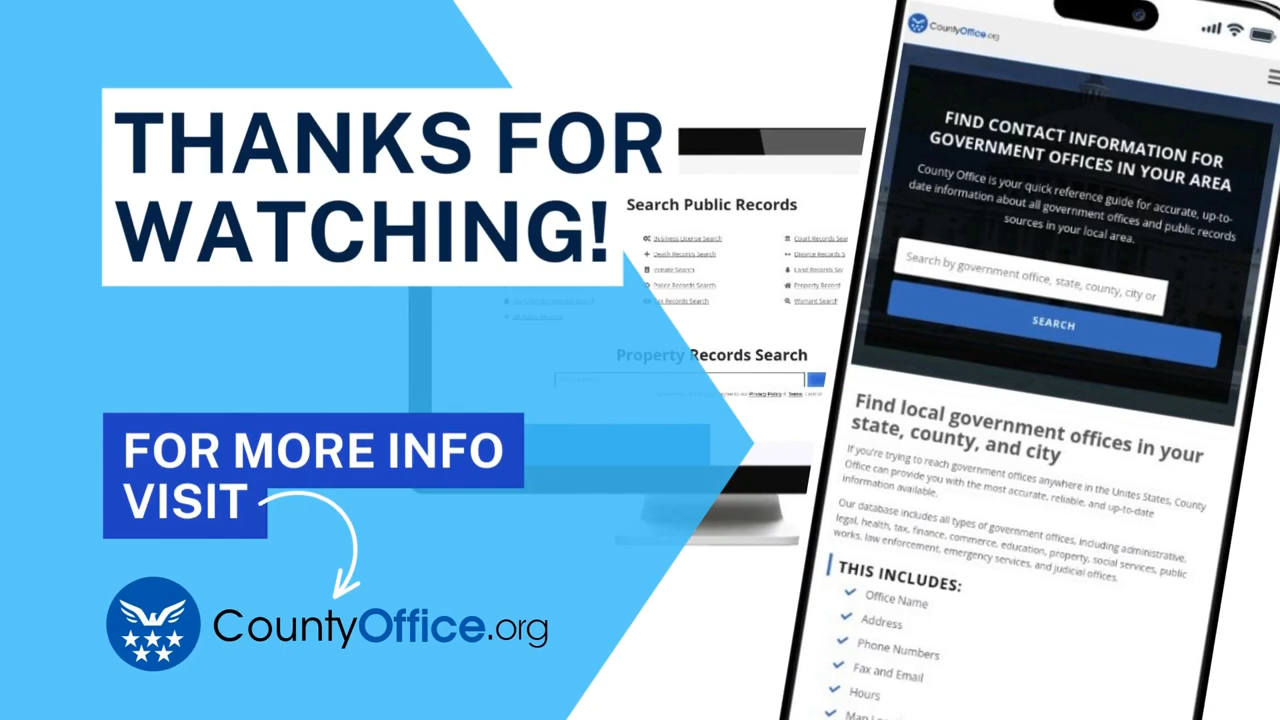 THANKS FOR
WATCHING!
FOR MORE INFO
VISIT
CountyOffice.org
Search Public Records
Business License Search
Death Records Search
Inmate Search
Police Records Search
Tax Records Search
Court Records Sea
Divorce Records S
Land Records Se
Property Record
Warrant Search
Property Records Search
Privacy Policy & Terms
CountyOffice.org
FIND CONTACT INFORMATION FOR
GOVERNMENT OFFICES IN YOUR AREA
County Office is your quick reference guide for accurate, up-to-
date information about all government offices and public records
sources in your local area.
Search by government office, state, county, city or
SEARCH
Find local government offices in your
state, county, and city
If you're trying to reach government offices anywhere in the Unites States, County
Office can provide you with the most accurate, reliable, and up-to-date
information available.
Our database includes all types of government offices, including administrative,
legal, health, tax, finance, commerce, education, property, social services, public
works, law enforcement, emergency services, and judicial offices.
THIS INCLUDES:
Office Name
Address
Phone Numbers
Fax and Email
Hours